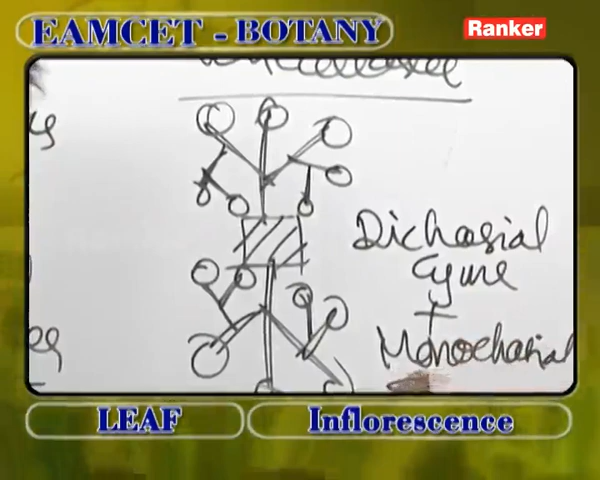 EAMCET - BOTANY
Ranker
Dichasial
Cyme
+
Monochasial
LEAF
Inflorescence